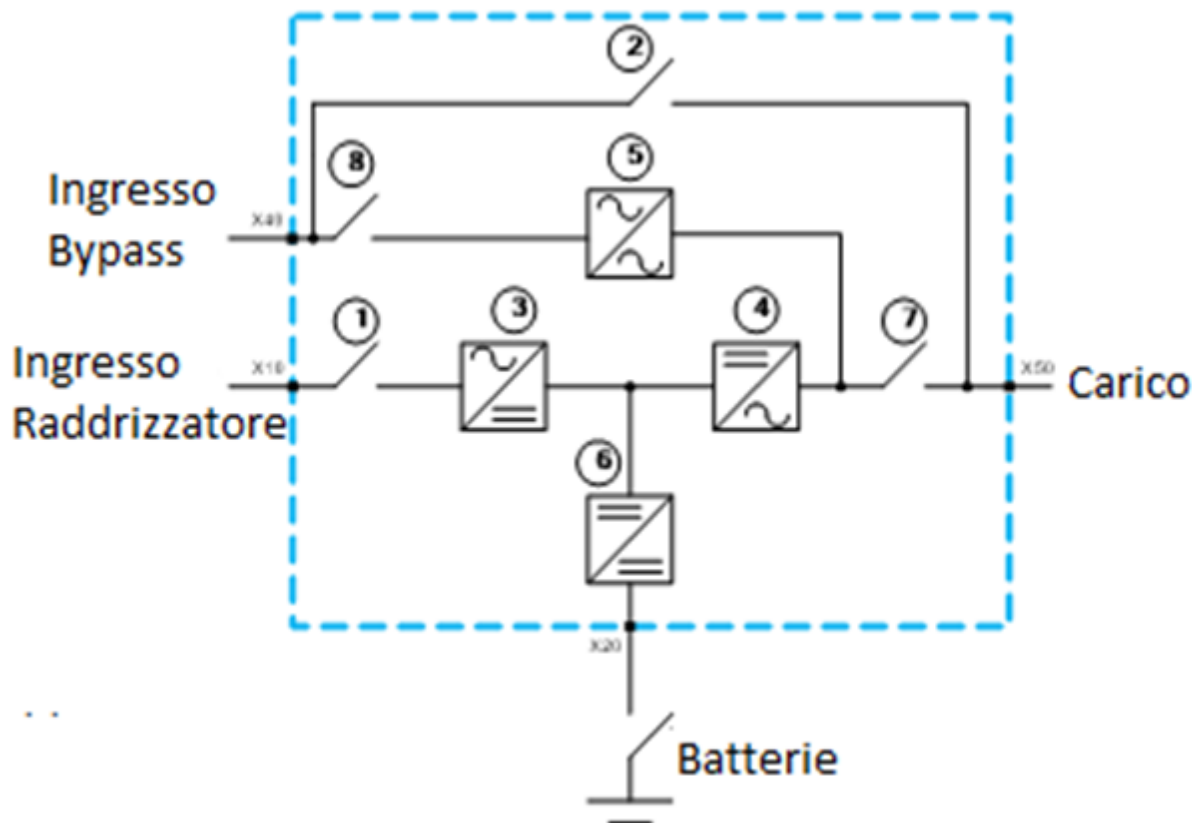 2
8
5
Ingresso
Bypass
X40
1
3
4
7
Ingresso
Raddrizzatore
X10
X50
Carico
6
X20
Batterie